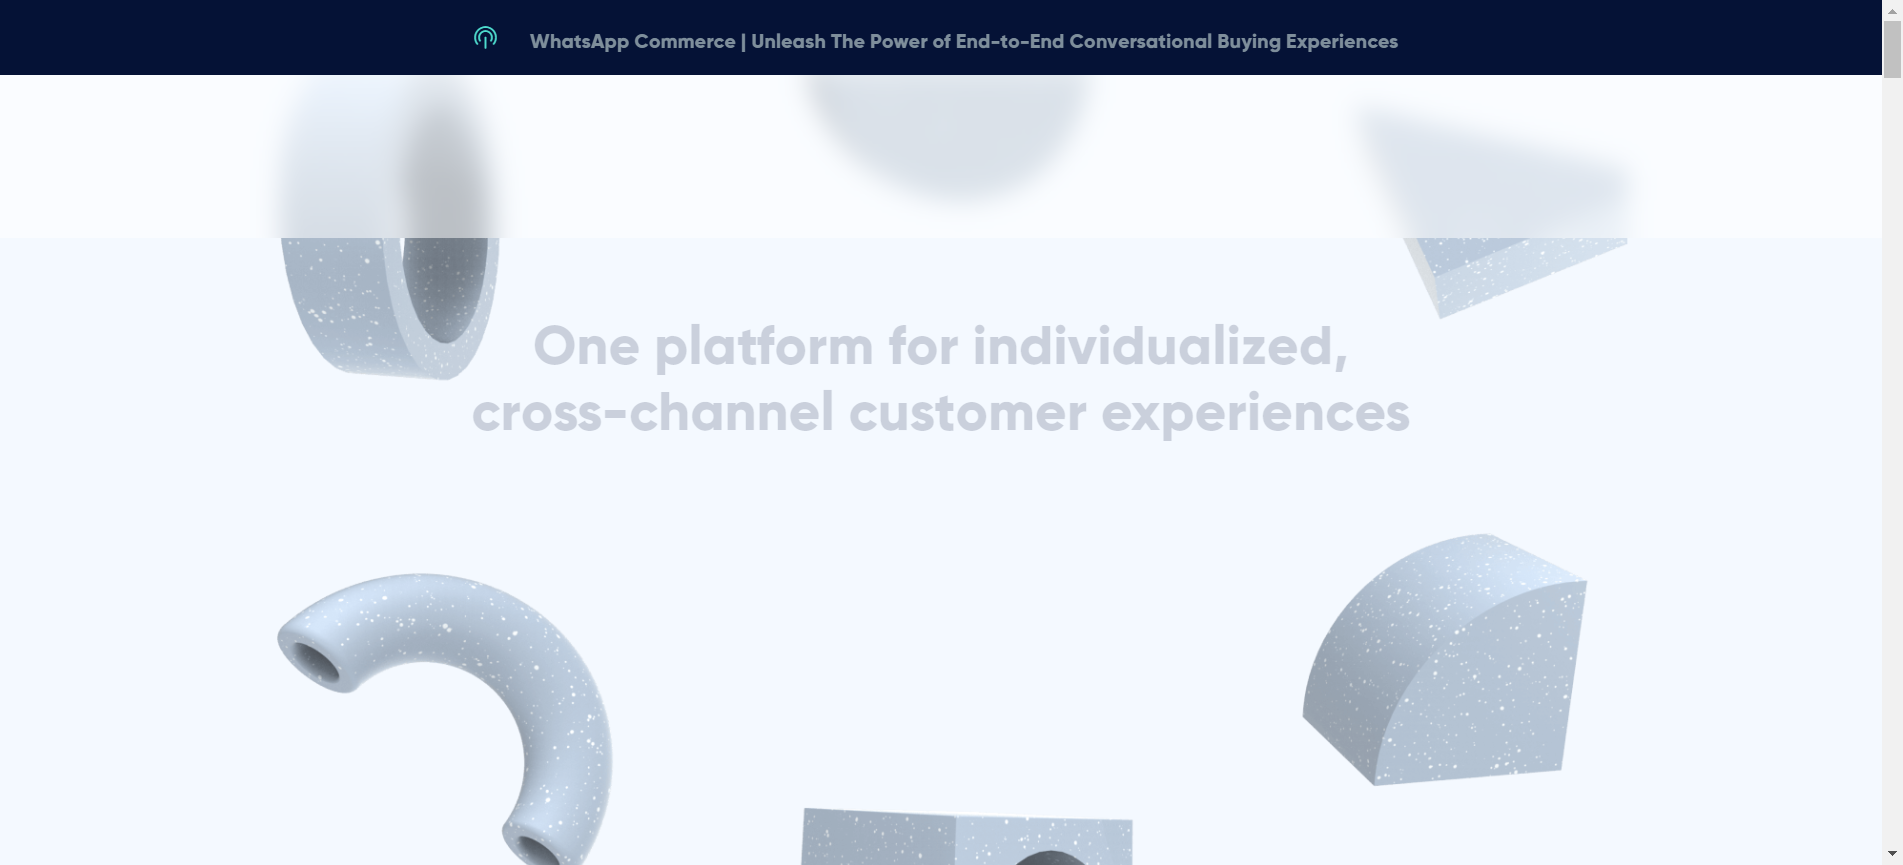 WhatsApp Commerce | Unleash The Power of End-to-End Conversational Buying Experiences
One platform for individualized,
cross-channel customer experiences